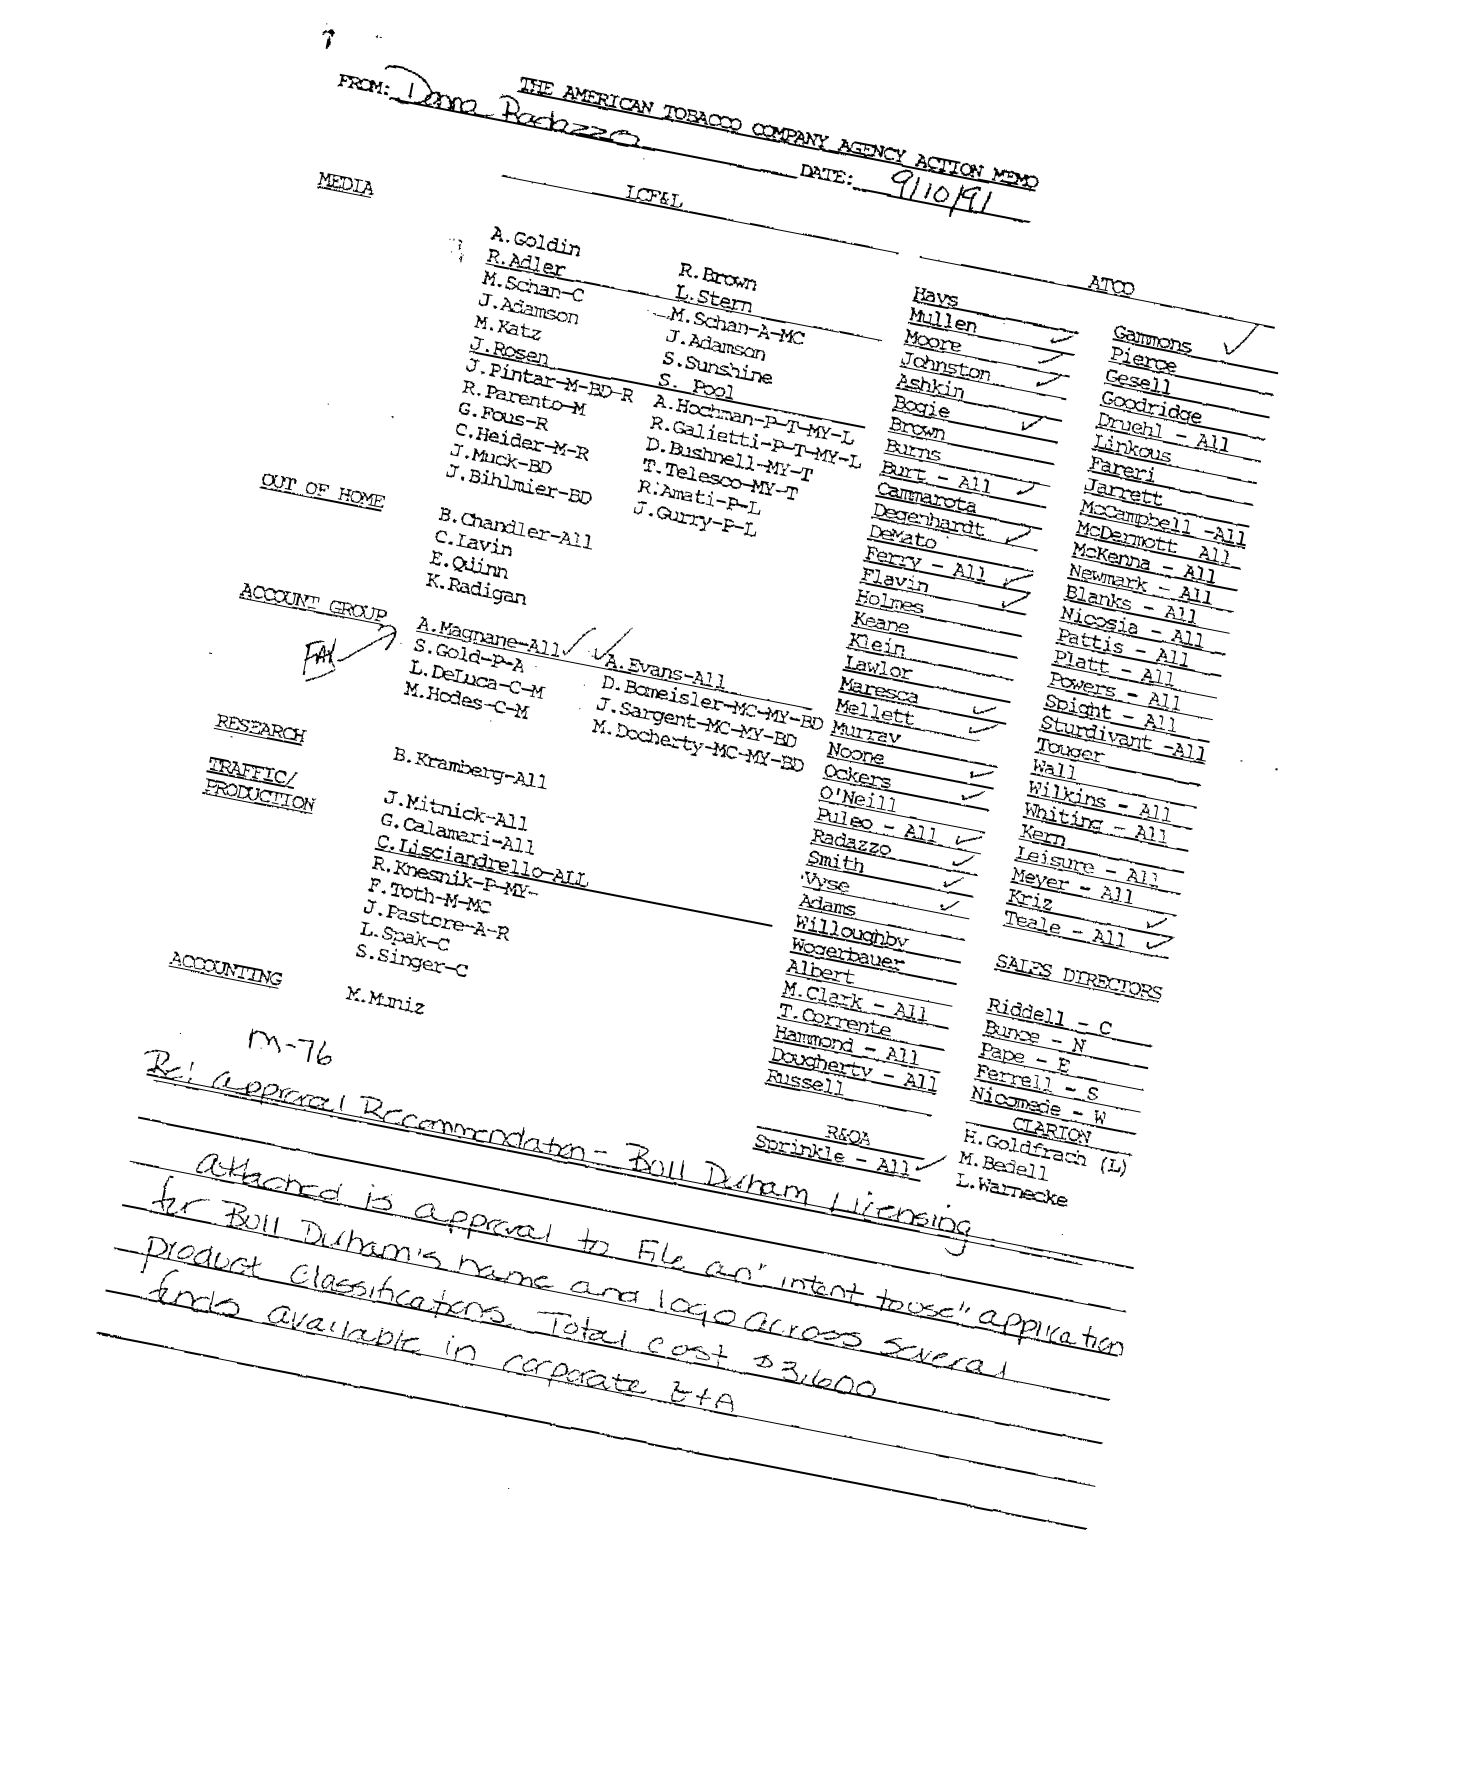 THE AMERICAN TOBACCO COMPANY AGENCY ACTION MEMO
FROM: Donna Radazzo DATE: 9/10/91
LCF&L
ATCO
MEDIA
A.Goldin
R.Adler
M.Schan-C
J.Adamson
M.Katz
J.Rosen
J.Pintar-M-BD-R
R.Parento-M
G.Fous-R
C.Heider-M-R
J.Muck-BD
J.Bihlmier-BD
R.Brown
L.Stern
M.Schan-A-MC
J.Adamson
S.Sunshine
S. Pool
A.Hochman-P-T-MY-L
R.Galietti-P-T-MY-L
D.Bushnell-MY-T
T.Telesco-MY-T
R.Amati-P-L
J.Gurry-P-L
OUT OF HOME
B.Chandler-All
C.Lavin
E.Quinn
K.Radigan
ACCOUNT GROUP
FAX
A.Magnane-All ✓
S.Gold-P-A
L.DeLuca-C-M
M.Hodes-C-M
✓ A.Evans-All
D.Bomeisler-MC-MY-BD
J.Sargent-MC-MY-BD
M.Docherty-MC-MY-BD
RESEARCH
B.Kramberg-All
TRAFFIC/
PRODUCTION
J.Mitnick-All
G.Calamari-All
C.Lisciandrello-ALL
R.Knesnik-P-MY-
F.Toth-M-MC
J.Pastore-A-R
L.Spak-C
S.Singer-C
ACCOUNTING
M.Muniz
Hays
Mullen ✓
Moore ✓
Johnston ✓
Ashkin
Bogie ✓
Brown
Burns
Burt - All ✓
Cammarota
Degenhardt ✓
DeMato
Ferry - All ✓
Flavin ✓
Holmes
Keane
Klein
Lawlor
Maresca ✓
Mellett ✓
Murray
Noone ✓
Ockers ✓
O'Neill
Puleo - All ✓
Radazzo ✓
Smith ✓
Vyse ✓
Adams
Willoughby
Wogerbauer
Albert
M.Clark - All
T.Corrente
Hammond - All
Dougherty - All
Russell
R&OA
Sprinkle - All ✓
Gammons ✓
Pierce
Gesell
Goodridge
Druehl - All
Linkous
Fareri
Jarrett
McCampbell -All
McDermott All
McKenna - All
Newmark - All
Blanks - All
Nicosia - All
Pattis - All
Platt - All
Powers - All
Spight - All
Sturdivant -All
Touger
Wall
Wilkins - All
Whiting - All
Kern
Leisure - All
Meyer - All
Kriz ✓
Teale - All ✓
SALES DIRECTORS
Riddell - C
Bunce - N
Pape - E
Ferrell - S
Nicomede - W
CLARION
H.Goldfrach (L)
M.Bedell
L.Warnecke
M-76
Re: Approval Recommendation - Bull Durham Licensing
Attached is approval to file an "intent to use" application
for Bull Durham's name and logo across several
product classifications. Total cost $3,600
funds available in corporate E+A